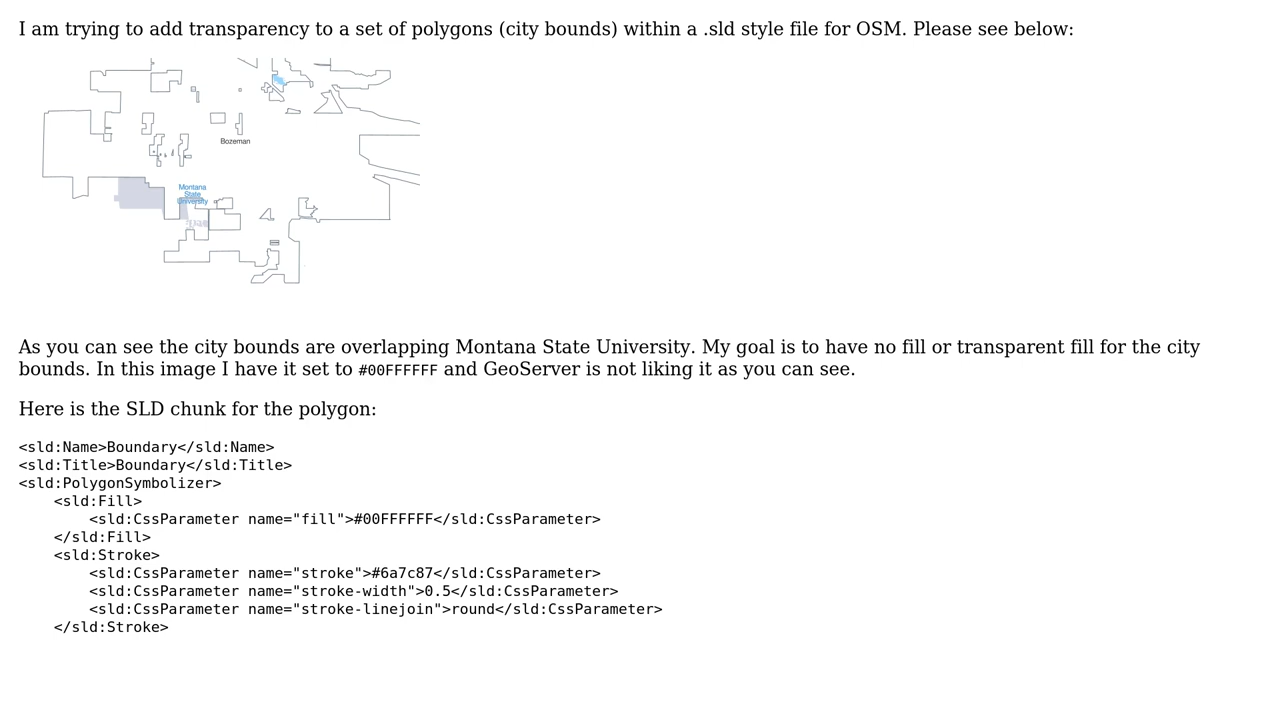 I am trying to add transparency to a set of polygons (city bounds) within a .sld style file for OSM. Please see below:
Bozeman
Montana
State
University
As you can see the city bounds are overlapping Montana State University. My goal is to have no fill or transparent fill for the city
bounds. In this image I have it set to #00FFFFFF and GeoServer is not liking it as you can see.
Here is the SLD chunk for the polygon:
<sld:Name>Boundary</sld:Name>
<sld:Title>Boundary</sld:Title>
<sld:PolygonSymbolizer>
    <sld:Fill>
        <sld:CssParameter name="fill">#00FFFFFF</sld:CssParameter>
    </sld:Fill>
    <sld:Stroke>
        <sld:CssParameter name="stroke">#6a7c87</sld:CssParameter>
        <sld:CssParameter name="stroke-width">0.5</sld:CssParameter>
        <sld:CssParameter name="stroke-linejoin">round</sld:CssParameter>
    </sld:Stroke>